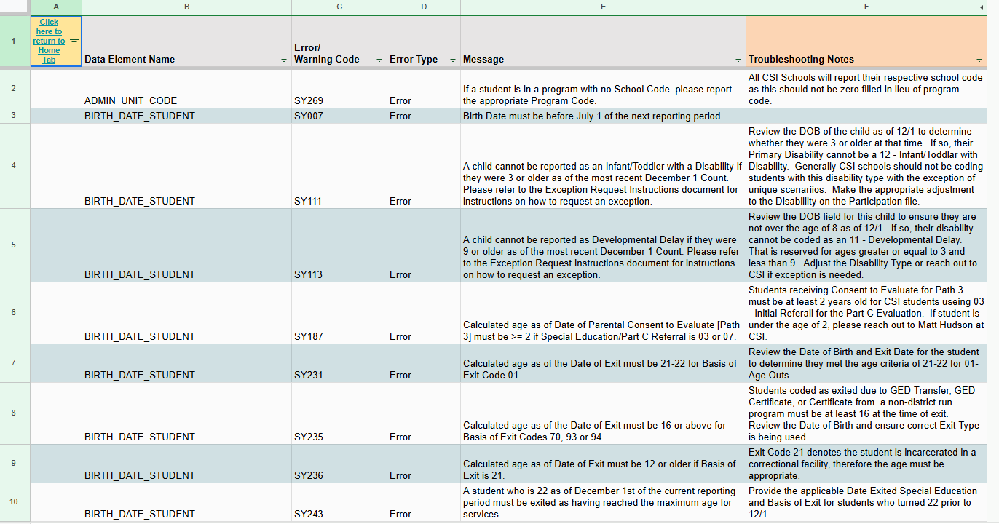 A B C D E F
1
Click
here to
return to
Home
Tab
Data Element Name
Error/
Warning Code
Error Type
Message
Troubleshooting Notes
2
ADMIN_UNIT_CODE
SY269
Error
If a student is in a program with no School Code  please report
the appropriate Program Code.
All CSI Schools will report their respective school code
as this should not be zero filled in lieu of program
code.
3
BIRTH_DATE_STUDENT
SY007
Error
Birth Date must be before July 1 of the next reporting period.
4
BIRTH_DATE_STUDENT
SY111
Error
A child cannot be reported as an Infant/Toddler with a Disability if
they were 3 or older as of the most recent December 1 Count.
Please refer to the Exception Request Instructions document for
instructions on how to request an exception.
Review the DOB of the child as of 12/1 to determine
whether they were 3 or older at that time.  If so, their
Primary Disability cannot be a 12 - Infant/Toddlar with
Disability.  Generally CSI schools should not be coding
students with this disability type with the exception of
unique scenariios.  Make the appropriate adjustment
to the Disabillity on the Participation file.
5
BIRTH_DATE_STUDENT
SY113
Error
A child cannot be reported as Developmental Delay if they were
9 or older as of the most recent December 1 Count. Please refer
to the Exception Request Instructions document for instructions
on how to request an exception.
Review the DOB field for this child to ensure they are
not over the age of 8 as of 12/1.  If so, their disability
cannot be coded as an 11 - Developmental Delay.
That is reserved for ages greater or equal to 3 and
less than 9.  Adjust the Disability Type or reach out to
CSI if exception is needed.
6
BIRTH_DATE_STUDENT
SY187
Error
Calculated age as of Date of Parental Consent to Evaluate [Path
3] must be >= 2 if Special Education/Part C Referral is 03 or 07.
Students receiving Consent to Evaluate for Path 3
must be at least 2 years old for CSI students useing 03
- Initial Referall for the Part C Evaluation.  If student is
under the age of 2, please reach out to Matt Hudson at
CSI.
7
BIRTH_DATE_STUDENT
SY231
Error
Calculated age as of the Date of Exit must be 21-22 for Basis of
Exit Code 01.
Review the Date of Birth and Exit Date for the student
to determine they met the age criteria of 21-22 for 01-
Age Outs.
8
BIRTH_DATE_STUDENT
SY235
Error
Calculated age as of the Date of Exit must be 16 or above for
Basis of Exit Codes 70, 93 or 94.
Students coded as exited due to GED Transfer, GED
Certificate, or Certificate from  a non-district run
program must be at least 16 at the time of exit.
Review the Date of Birth and ensure correct Exit Type
is being used.
9
BIRTH_DATE_STUDENT
SY236
Error
Calculated age as of Date of Exit must be 12 or older if Basis of
Exit is 21.
Exit Code 21 denotes the student is incarcerated in a
correctional facility, therefore the age must be
appropriate.
10
BIRTH_DATE_STUDENT
SY243
Error
A student who is 22 as of December 1st of the current reporting
period must be exited as having reached the maximum age for
services.
Provide the applicable Date Exited Special Education
and Basis of Exit for students who turned 22 prior to
12/1.